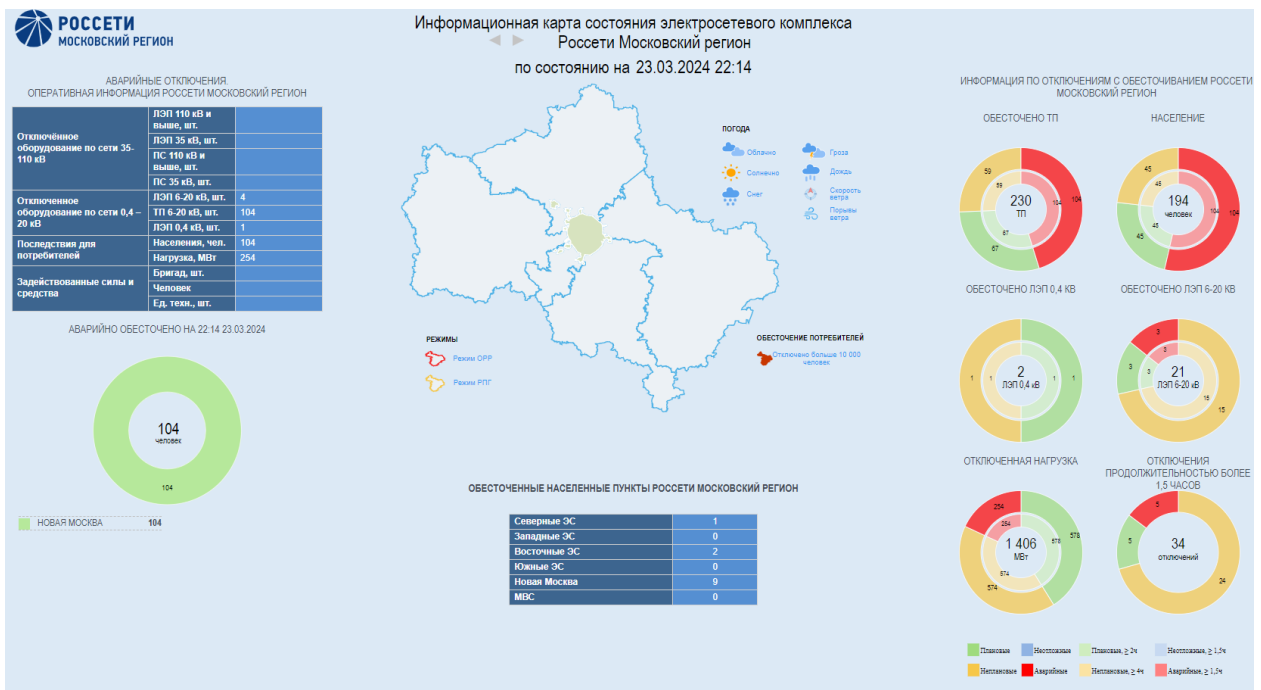 РОССЕТИ
МОСКОВСКИЙ РЕГИОН
Информационная карта состояния электросетевого комплекса
Россети Московский регион
по состоянию на 23.03.2024 22:14
АВАРИЙНЫЕ ОТКЛЮЧЕНИЯ.
ОПЕРАТИВНАЯ ИНФОРМАЦИЯ РОССЕТИ МОСКОВСКИЙ РЕГИОН
Отключённое оборудование по сети 35-110 кВ
ЛЭП 110 кВ и выше, шт.
ЛЭП 35 кВ, шт.
ПС 110 кВ и выше, шт.
ПС 35 кВ, шт.
Отключенное оборудование по сети 0,4 – 20 кВ
ЛЭП 6-20 кВ, шт. 4
ТП 6-20 кВ, шт. 104
ЛЭП 0,4 кВ, шт. 1
Последствия для потребителей
Населения, чел. 104
Нагрузка, МВт 254
Задействованные силы и средства
Бригад, шт.
Человек
Ед. техн., шт.
АВАРИЙНО ОБЕСТОЧЕНО НА 22:14 23.03.2024
104
человек
104
НОВАЯ МОСКВА 104
ПОГОДА
Облачно
Гроза
Солнечно
Дождь
Снег
Скорость ветра
Порывы ветра
РЕЖИМЫ
Режим ОРР
Режим РПГ
ОБЕСТОЧЕНИЕ ПОТРЕБИТЕЛЕЙ
Отключено больше 10 000
человек
ОБЕСТОЧЕННЫЕ НАСЕЛЕННЫЕ ПУНКТЫ РОССЕТИ МОСКОВСКИЙ РЕГИОН
Северные ЭС 1
Западные ЭС 0
Восточные ЭС 2
Южные ЭС 0
Новая Москва 9
МВС 0
ИНФОРМАЦИЯ ПО ОТКЛЮЧЕНИЯМ С ОБЕСТОЧИВАНИЕМ РОССЕТИ
МОСКОВСКИЙ РЕГИОН
ОБЕСТОЧЕНО ТП
59
59
230
ТП
104
104
67
67
НАСЕЛЕНИЕ
45
45
194
человек
104
104
45
45
ОБЕСТОЧЕНО ЛЭП 0,4 КВ
1
1
2
ЛЭП 0,4 кВ
1
1
ОБЕСТОЧЕНО ЛЭП 6-20 КВ
3
3
3
3
21
ЛЭП 6-20 кВ
15
15
ОТКЛЮЧЕННАЯ НАГРУЗКА
254
254
1 406
МВт
578
578
574
574
ОТКЛЮЧЕНИЯ
ПРОДОЛЖИТЕЛЬНОСТЬЮ БОЛЕЕ
1,5 ЧАСОВ
5
5
34
отключений
24
Плановые
Неотложные
Плановые, ≥ 2ч
Неотложные, ≥ 1,5ч
Неплановые
Аварийные
Неплановые, ≥ 4ч
Аварийные, ≥ 1,5ч